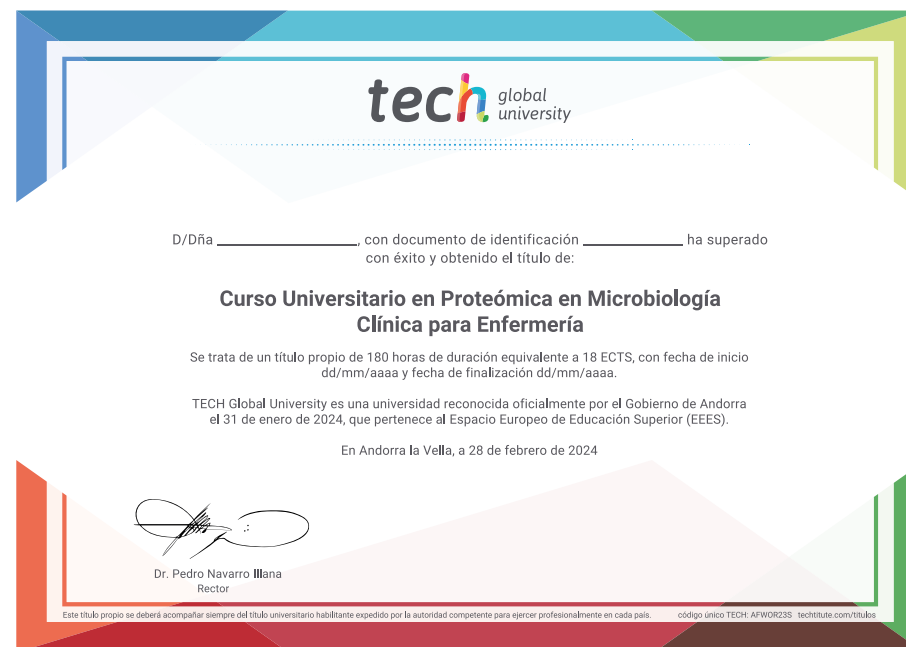 tech global university
D/Dña ____________, con documento de identificación ____________ ha superado
con éxito y obtenido el título de:
Curso Universitario en Proteómica en Microbiología
Clínica para Enfermería
Se trata de un título propio de 180 horas de duración equivalente a 18 ECTS, con fecha de inicio
dd/mm/aaaa y fecha de finalización dd/mm/aaaa.
TECH Global University es una universidad reconocida oficialmente por el Gobierno de Andorra
el 31 de enero de 2024, que pertenece al Espacio Europeo de Educación Superior (EEES).
En Andorra la Vella, a 28 de febrero de 2024
Dr. Pedro Navarro Illana
Rector
Este título propio se deberá acompañar siempre del título universitario habilitante expedido por la autoridad competente para ejercer profesionalmente en cada país. código único TECH: AFWOR23S techtitute.com/titulos